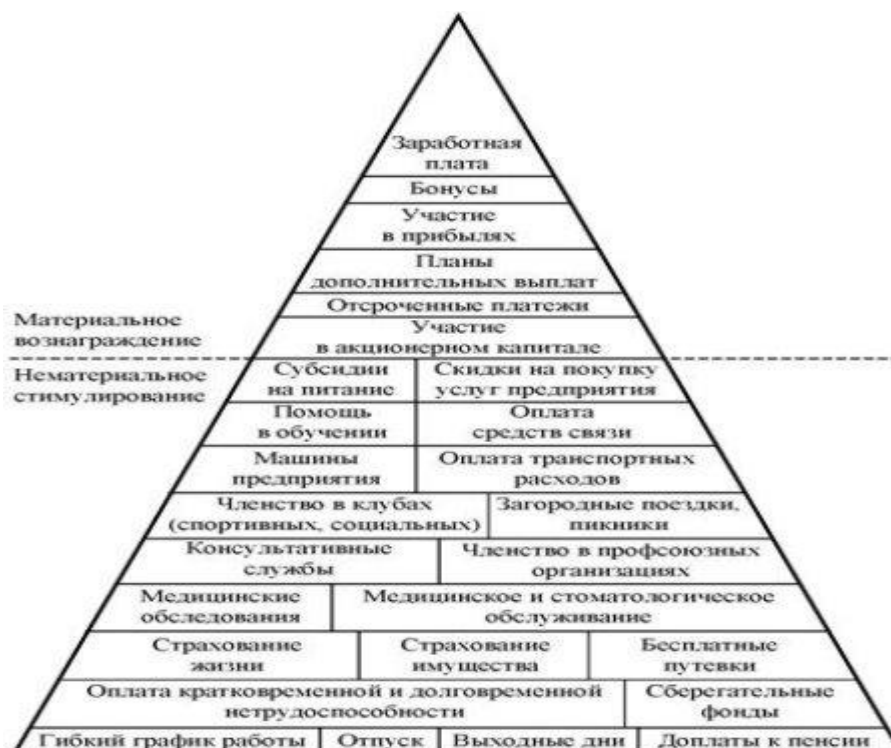 Заработная
плата
Бонусы
Участие
в прибылях
Планы
дополнительных выплат
Отсроченные платежи
Материальное
вознаграждение
Участие
в акционерном капитале
Нематериальное
стимулирование
Субсидии
на питание
Скидки на покупку
услуг предприятия
Помощь
в обучении
Оплата
средств связи
Машины
предприятия
Оплата транспортных
расходов
Членство в клубах
(спортивных, социальных)
Загородные поездки,
пикники
Консультативные
службы
Членство в профсоюзных
организациях
Медицинские
обследования
Медицинское и стоматологическое
обслуживание
Страхование
жизни
Страхование
имущества
Бесплатные
путевки
Оплата кратковременной и долговременной
нетрудоспособности
Сберегательные
фонды
Гибкий график работы
Отпуск
Выходные дни
Доплаты к пенсии